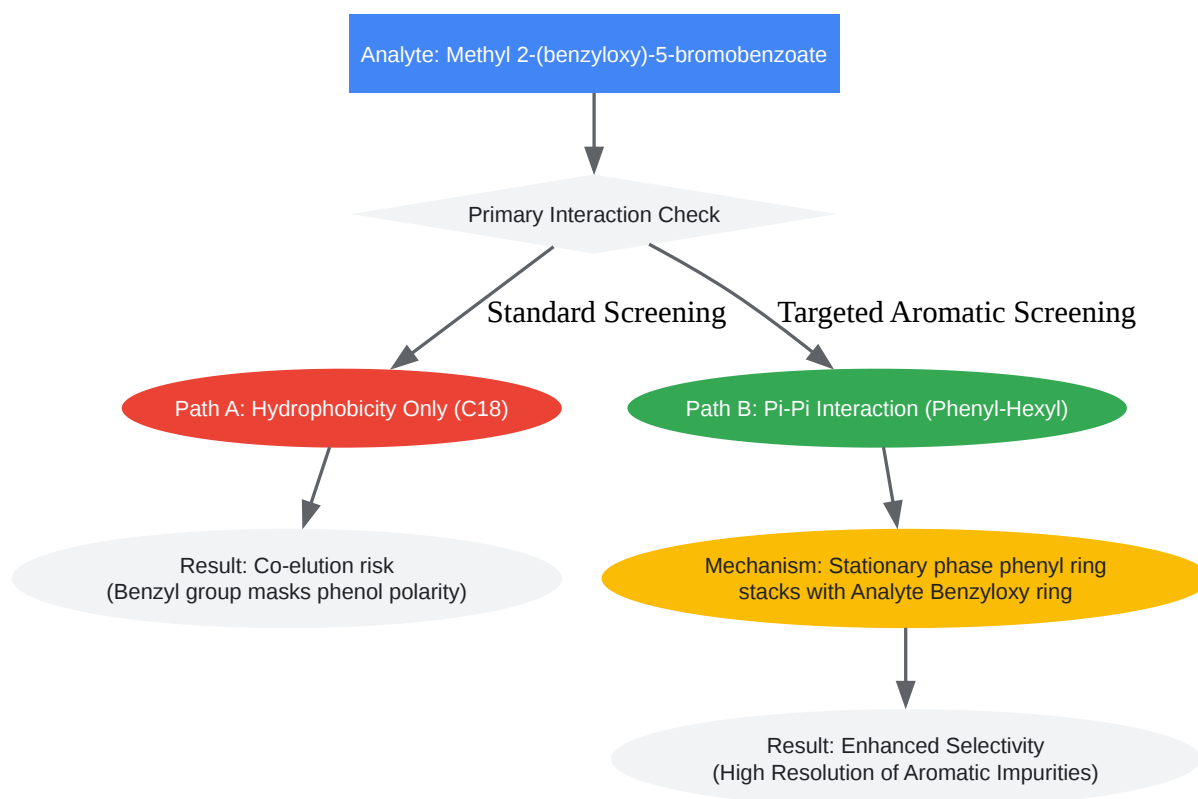 Analyte: Methyl 2-(benzyloxy)-5-bromobenzoate
Primary Interaction Check
Standard Screening
Targeted Aromatic Screening
Path A: Hydrophobicity Only (C18)
Path B: Pi-Pi Interaction (Phenyl-Hexyl)
Result: Co-elution risk
(Benzyl group masks phenol polarity)
Mechanism: Stationary phase phenyl ring
stacks with Analyte Benzyloxy ring
Result: Enhanced Selectivity
(High Resolution of Aromatic Impurities)